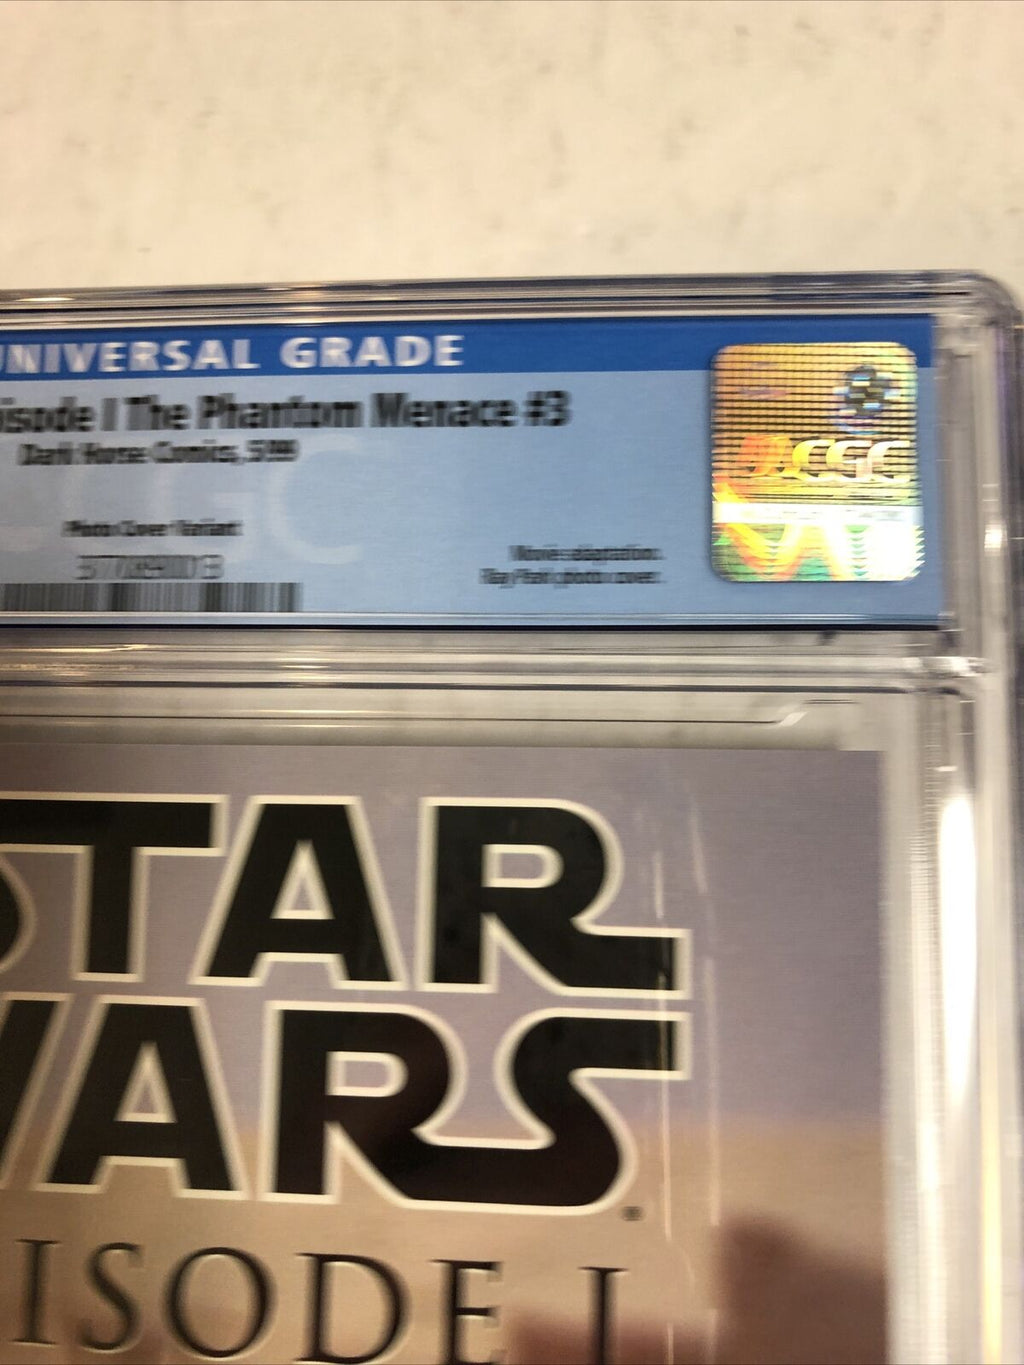 UNIVERSAL GRADE
Episode I The Phantom Menace #3
Dark Horse Comics, 5/99
Photo Cover Variant
Movie adaptation.
Ray Park photo cover.
CGC
STAR
WARS
ISODE I